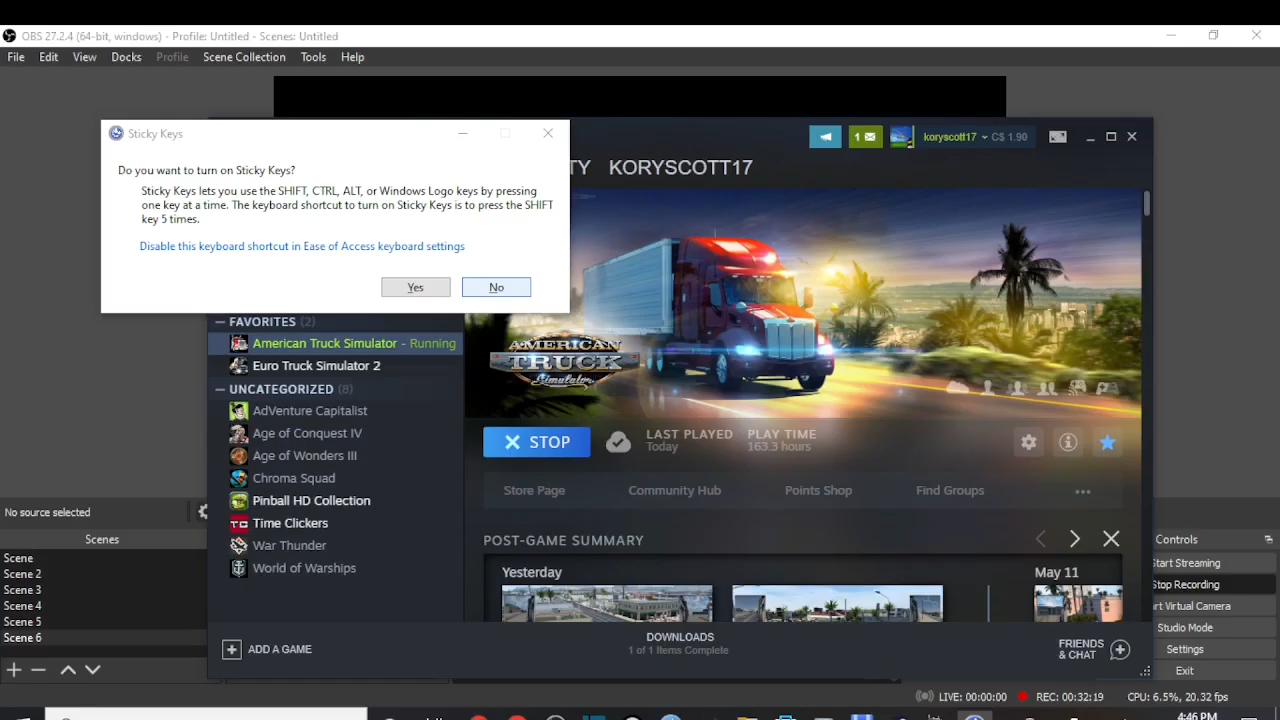 OBS 27.2.4 (64-bit, windows) - Profile: Untitled - Scenes: Untitled
File Edit View Docks Profile Scene Collection Tools Help
Sticky Keys
Do you want to turn on Sticky Keys?
Sticky Keys lets you use the SHIFT, CTRL, ALT, or Windows Logo keys by pressing
one key at a time. The keyboard shortcut to turn on Sticky Keys is to press the SHIFT
key 5 times.
Disable this keyboard shortcut in Ease of Access keyboard settings
Yes No
1 koryscott17 C$ 1.90
TY KORYSCOTT17
— FAVORITES (2)
American Truck Simulator - Running
Euro Truck Simulator 2
— UNCATEGORIZED (8)
AdVenture Capitalist
Age of Conquest IV
Age of Wonders III
Chroma Squad
Pinball HD Collection
TC Time Clickers
War Thunder
World of Warships
ADD A GAME
AMERICAN
TRUCK
Simulator
STOP
LAST PLAYED
Today
PLAY TIME
163.3 hours
Store Page Community Hub Points Shop Find Groups
POST-GAME SUMMARY
Yesterday May 11
DOWNLOADS
1 of 1 Items Complete
FRIENDS
& CHAT
No source selected
Scenes
Scene
Scene 2
Scene 3
Scene 4
Scene 5
Scene 6
Controls
Start Streaming
Stop Recording
rt Virtual Camera
Studio Mode
Settings
Exit
LIVE: 00:00:00 REC: 00:32:19 CPU: 6.5%, 20.32 fps
4:46 PM